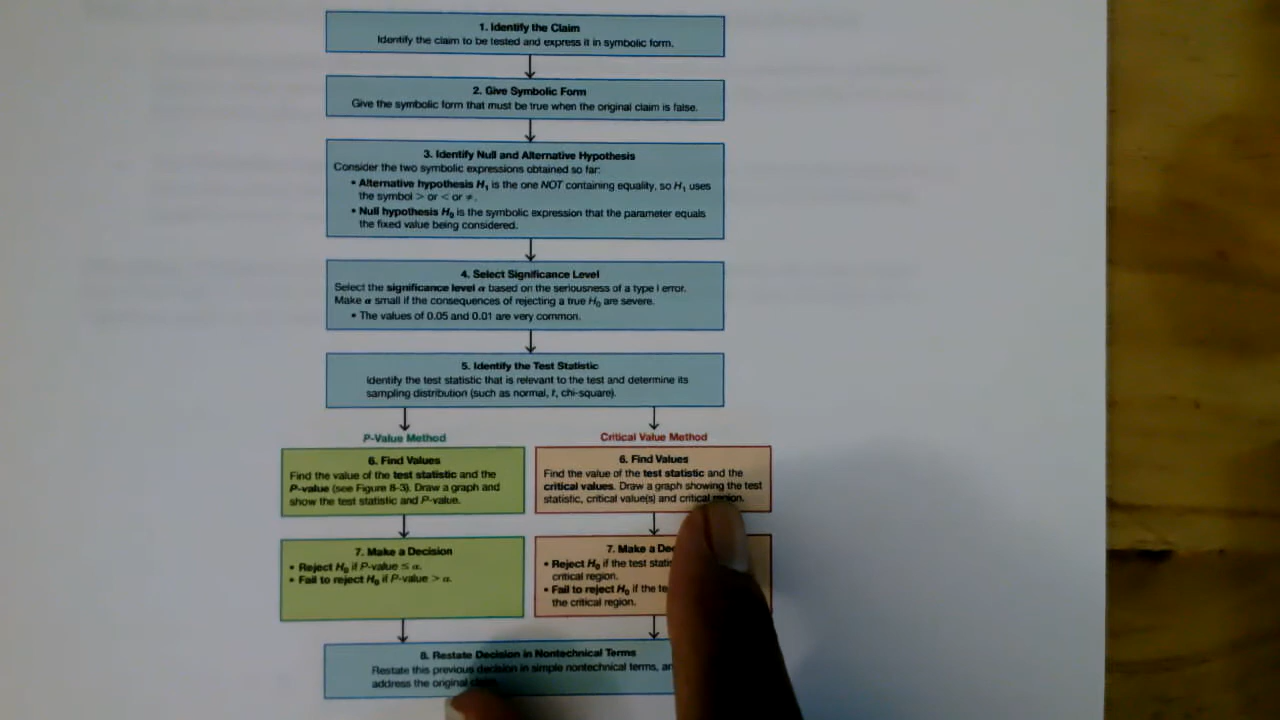 1. Identify the Claim
Identify the claim to be tested and express it in symbolic form.
2. Give Symbolic Form
Give the symbolic form that must be true when the original claim is false.
3. Identify Null and Alternative Hypothesis
Consider the two symbolic expressions obtained so far:
• Alternative hypothesis H₁ is the one NOT containing equality, so H₁ uses
the symbol > or < or ≠.
• Null hypothesis H₀ is the symbolic expression that the parameter equals
the fixed value being considered.
4. Select Significance Level
Select the significance level α based on the seriousness of a type I error.
Make α small if the consequences of rejecting a true H₀ are severe.
• The values of 0.05 and 0.01 are very common.
5. Identify the Test Statistic
Identify the test statistic that is relevant to the test and determine its
sampling distribution (such as normal, t, chi-square).
P-Value Method
6. Find Values
Find the value of the test statistic and the
P-value (see Figure 8-3). Draw a graph and
show the test statistic and P-value.
7. Make a Decision
• Reject H₀ if P-value ≤ α.
• Fail to reject H₀ if P-value > α.
Critical Value Method
6. Find Values
Find the value of the test statistic and the
critical values. Draw a graph showing the test
statistic, critical value(s) and critical region.
7. Make a
• Reject H₀ if the test
critical region.
• Fail to reject H₀ if the
the critical region.
8. Restate Decision in Nontechnical Terms
Restate this previous decision in simple nontechnical terms,
address the original